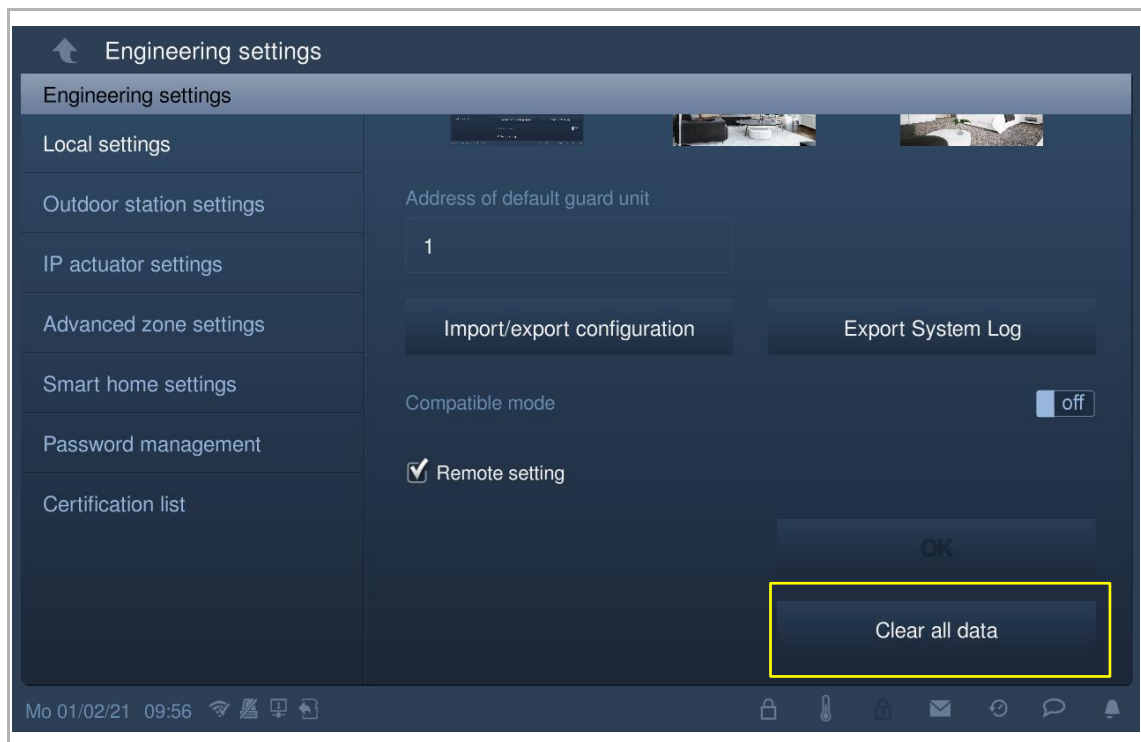 Engineering settings
Engineering settings
Local settings
Outdoor station settings
IP actuator settings
Advanced zone settings
Smart home settings
Password management
Certification list
Address of default guard unit
1
Import/export configuration
Export System Log
Compatible mode
off
Remote setting
OK
Clear all data
Mo 01/02/21 09:56